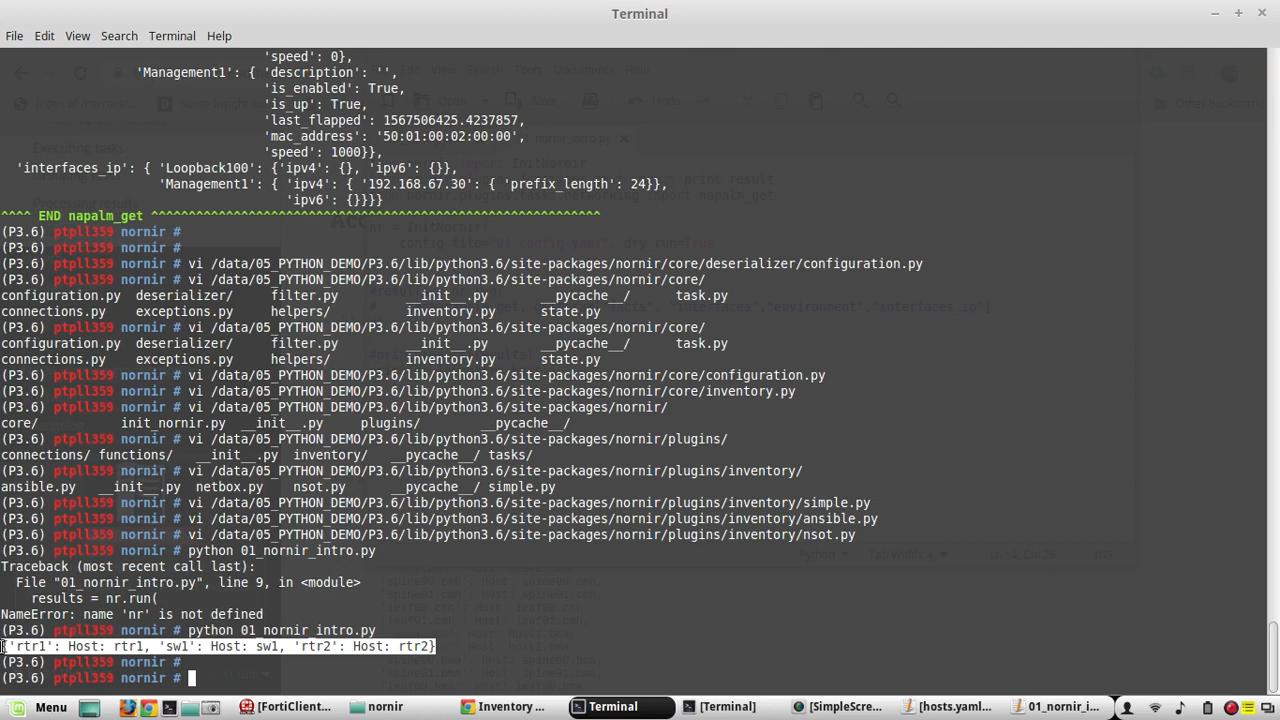 Terminal
File Edit View Search Terminal Help
'speed': 0},
'Management1': { 'description': '',
'is_enabled': True,
'is_up': True,
'last_flapped': 1567506425.4237857,
'mac_address': '50:01:00:02:00:00',
'speed': 1000}},
'interfaces_ip': { 'Loopback100': {'ipv4': {}, 'ipv6': {}},
'Management1': { 'ipv4': { '192.168.67.30': { 'prefix_length': 24}},
'ipv6': {}}}}
^^^^ END napalm_get ^^^^^^^^^^^^^^^^^^^^^^^^^^^^^^^^^^^^^^^^^^^^^^^^^^^^^^^^^^^^
(P3.6) ptpll359 nornir #
(P3.6) ptpll359 nornir #
(P3.6) ptpll359 nornir # vi /data/05_PYTHON_DEMO/P3.6/lib/python3.6/site-packages/nornir/core/deserializer/configuration.py
(P3.6) ptpll359 nornir # vi /data/05_PYTHON_DEMO/P3.6/lib/python3.6/site-packages/nornir/core/
configuration.py deserializer/ filter.py __init__.py __pycache__/ task.py
connections.py exceptions.py helpers/ inventory.py state.py
(P3.6) ptpll359 nornir # vi /data/05_PYTHON_DEMO/P3.6/lib/python3.6/site-packages/nornir/core/
configuration.py deserializer/ filter.py __init__.py __pycache__/ task.py
connections.py exceptions.py helpers/ inventory.py state.py
(P3.6) ptpll359 nornir # vi /data/05_PYTHON_DEMO/P3.6/lib/python3.6/site-packages/nornir/core/configuration.py
(P3.6) ptpll359 nornir # vi /data/05_PYTHON_DEMO/P3.6/lib/python3.6/site-packages/nornir/core/inventory.py
(P3.6) ptpll359 nornir # vi /data/05_PYTHON_DEMO/P3.6/lib/python3.6/site-packages/nornir/
core/ init_nornir.py __init__.py plugins/ __pycache__/
(P3.6) ptpll359 nornir # vi /data/05_PYTHON_DEMO/P3.6/lib/python3.6/site-packages/nornir/plugins/
connections/ functions/ __init__.py inventory/ __pycache__/ tasks/
(P3.6) ptpll359 nornir # vi /data/05_PYTHON_DEMO/P3.6/lib/python3.6/site-packages/nornir/plugins/inventory/
ansible.py __init__.py netbox.py nsot.py __pycache__/ simple.py
(P3.6) ptpll359 nornir # vi /data/05_PYTHON_DEMO/P3.6/lib/python3.6/site-packages/nornir/plugins/inventory/simple.py
(P3.6) ptpll359 nornir # vi /data/05_PYTHON_DEMO/P3.6/lib/python3.6/site-packages/nornir/plugins/inventory/ansible.py
(P3.6) ptpll359 nornir # vi /data/05_PYTHON_DEMO/P3.6/lib/python3.6/site-packages/nornir/plugins/inventory/nsot.py
(P3.6) ptpll359 nornir # python 01_nornir_intro.py
Traceback (most recent call last):
File "01_nornir_intro.py", line 9, in <module>
results = nr.run(
NameError: name 'nr' is not defined
(P3.6) ptpll359 nornir # python 01_nornir_intro.py
{'rtr1': Host: rtr1, 'sw1': Host: sw1, 'rtr2': Host: rtr2}
(P3.6) ptpll359 nornir #
(P3.6) ptpll359 nornir #
Menu [FortiClient... nornir Inventory ... Terminal [Terminal] [SimpleScre... [hosts.yaml... 01_nornir_i...